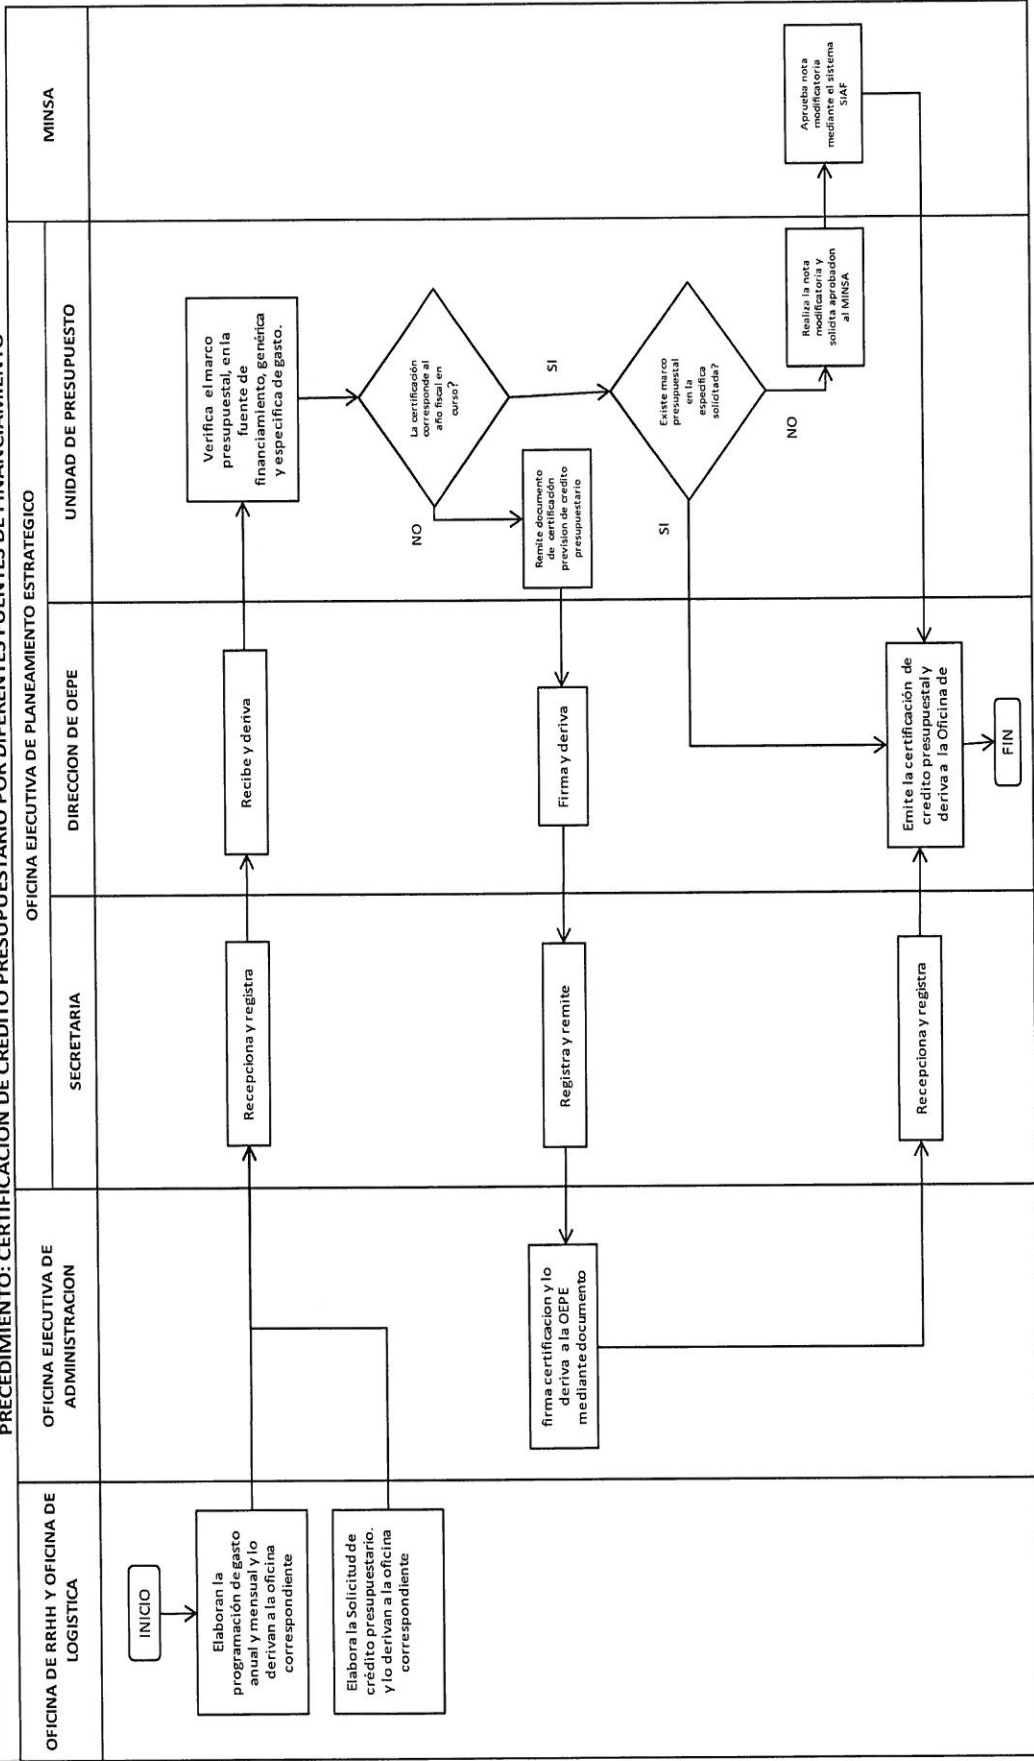 PRECEDIMIENTO: CERTIFICACION DE CREDITO PRESUPUESTARIO POR DIFERENTES FUENTES DE FINANCIAMIENTO
OFICINA DE RRHH Y OFICINA DE
LOGISTICA
OFICINA EJECUTIVA DE
ADMINISTRACION
OFICINA EJECUTIVA DE PLANEAMIENTO ESTRATEGICO
SECRETARIA
DIRECCION DE OEPE
UNIDAD DE PRESUPUESTO
MINSA
INICIO
Elaboran la
programación de gasto
anual y mensual y lo
derivan a la oficina
correspondiente
Elabora la Solicitud de
crédito presupuestario.
y lo derivan a la oficina
correspondiente
Recepciona y registra
Recibe y deriva
Verifica el marco
presupuestal, en la
fuente de
financiamiento, genérica
y especifica de gasto.
La certificación
corresponde al
año fiscal en
curso?
NO
SI
Remite documento
de certificación
prevision de credito
presupuestario
Firma y deriva
Registra y remite
firma certificacion y lo
deriva a la OEPE
mediante documento
Existe marco
presupuestal
en la
especifica
solicitada?
SI
NO
Realiza la nota
modificatoria y
solicita aprobadon
al MINSA
Aprueba nota
modificatoria
mediante el sistema
SIAF
Recepciona y registra
Emite la certificación de
credito presupuestal y
deriva a la Oficina de
FIN